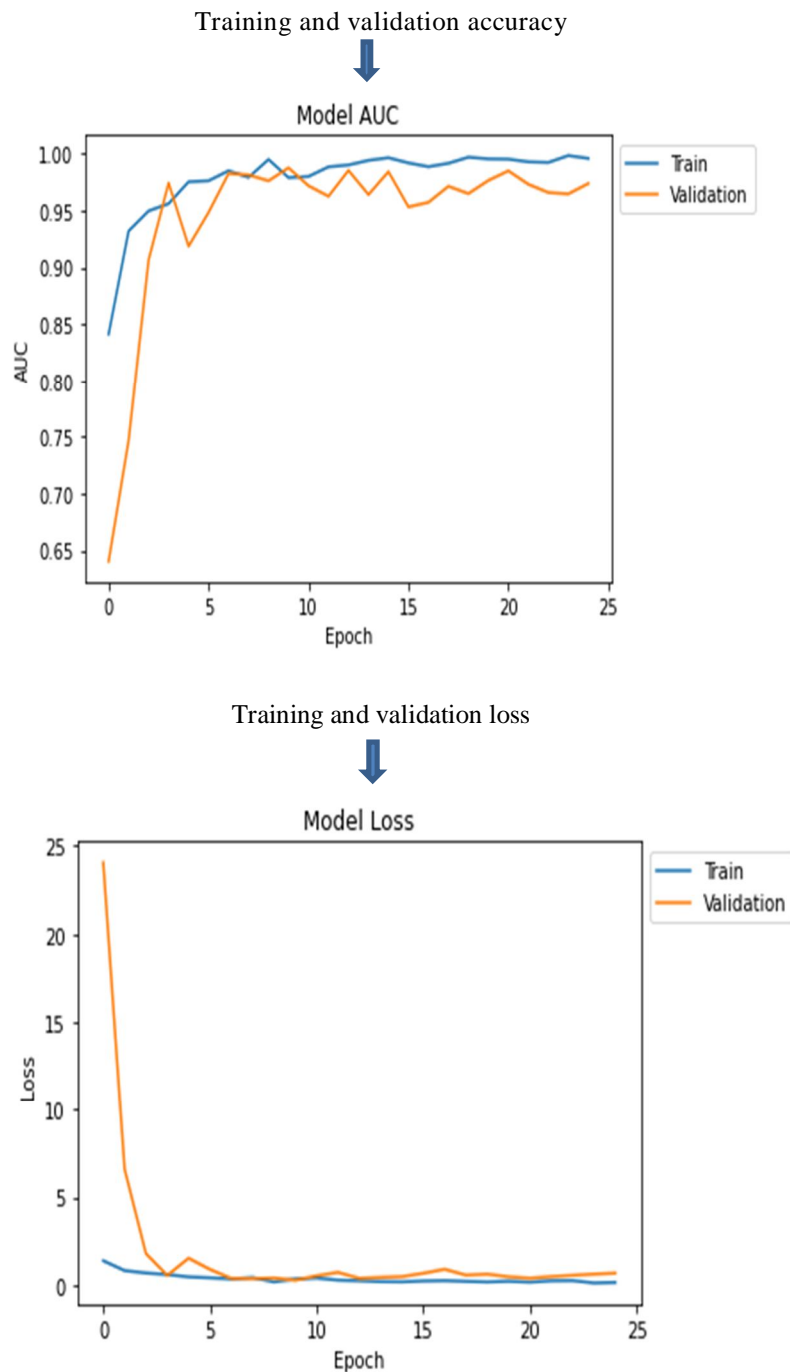 Training and validation accuracy
Model AUC
1.00
0.95
0.90
0.85
0.80
0.75
0.70
0.65
AUC
0 5 10 15 20 25
Epoch
Train
Validation
Training and validation loss
Model Loss
25
20
15
10
5
0
Loss
0 5 10 15 20 25
Epoch
Train
Validation